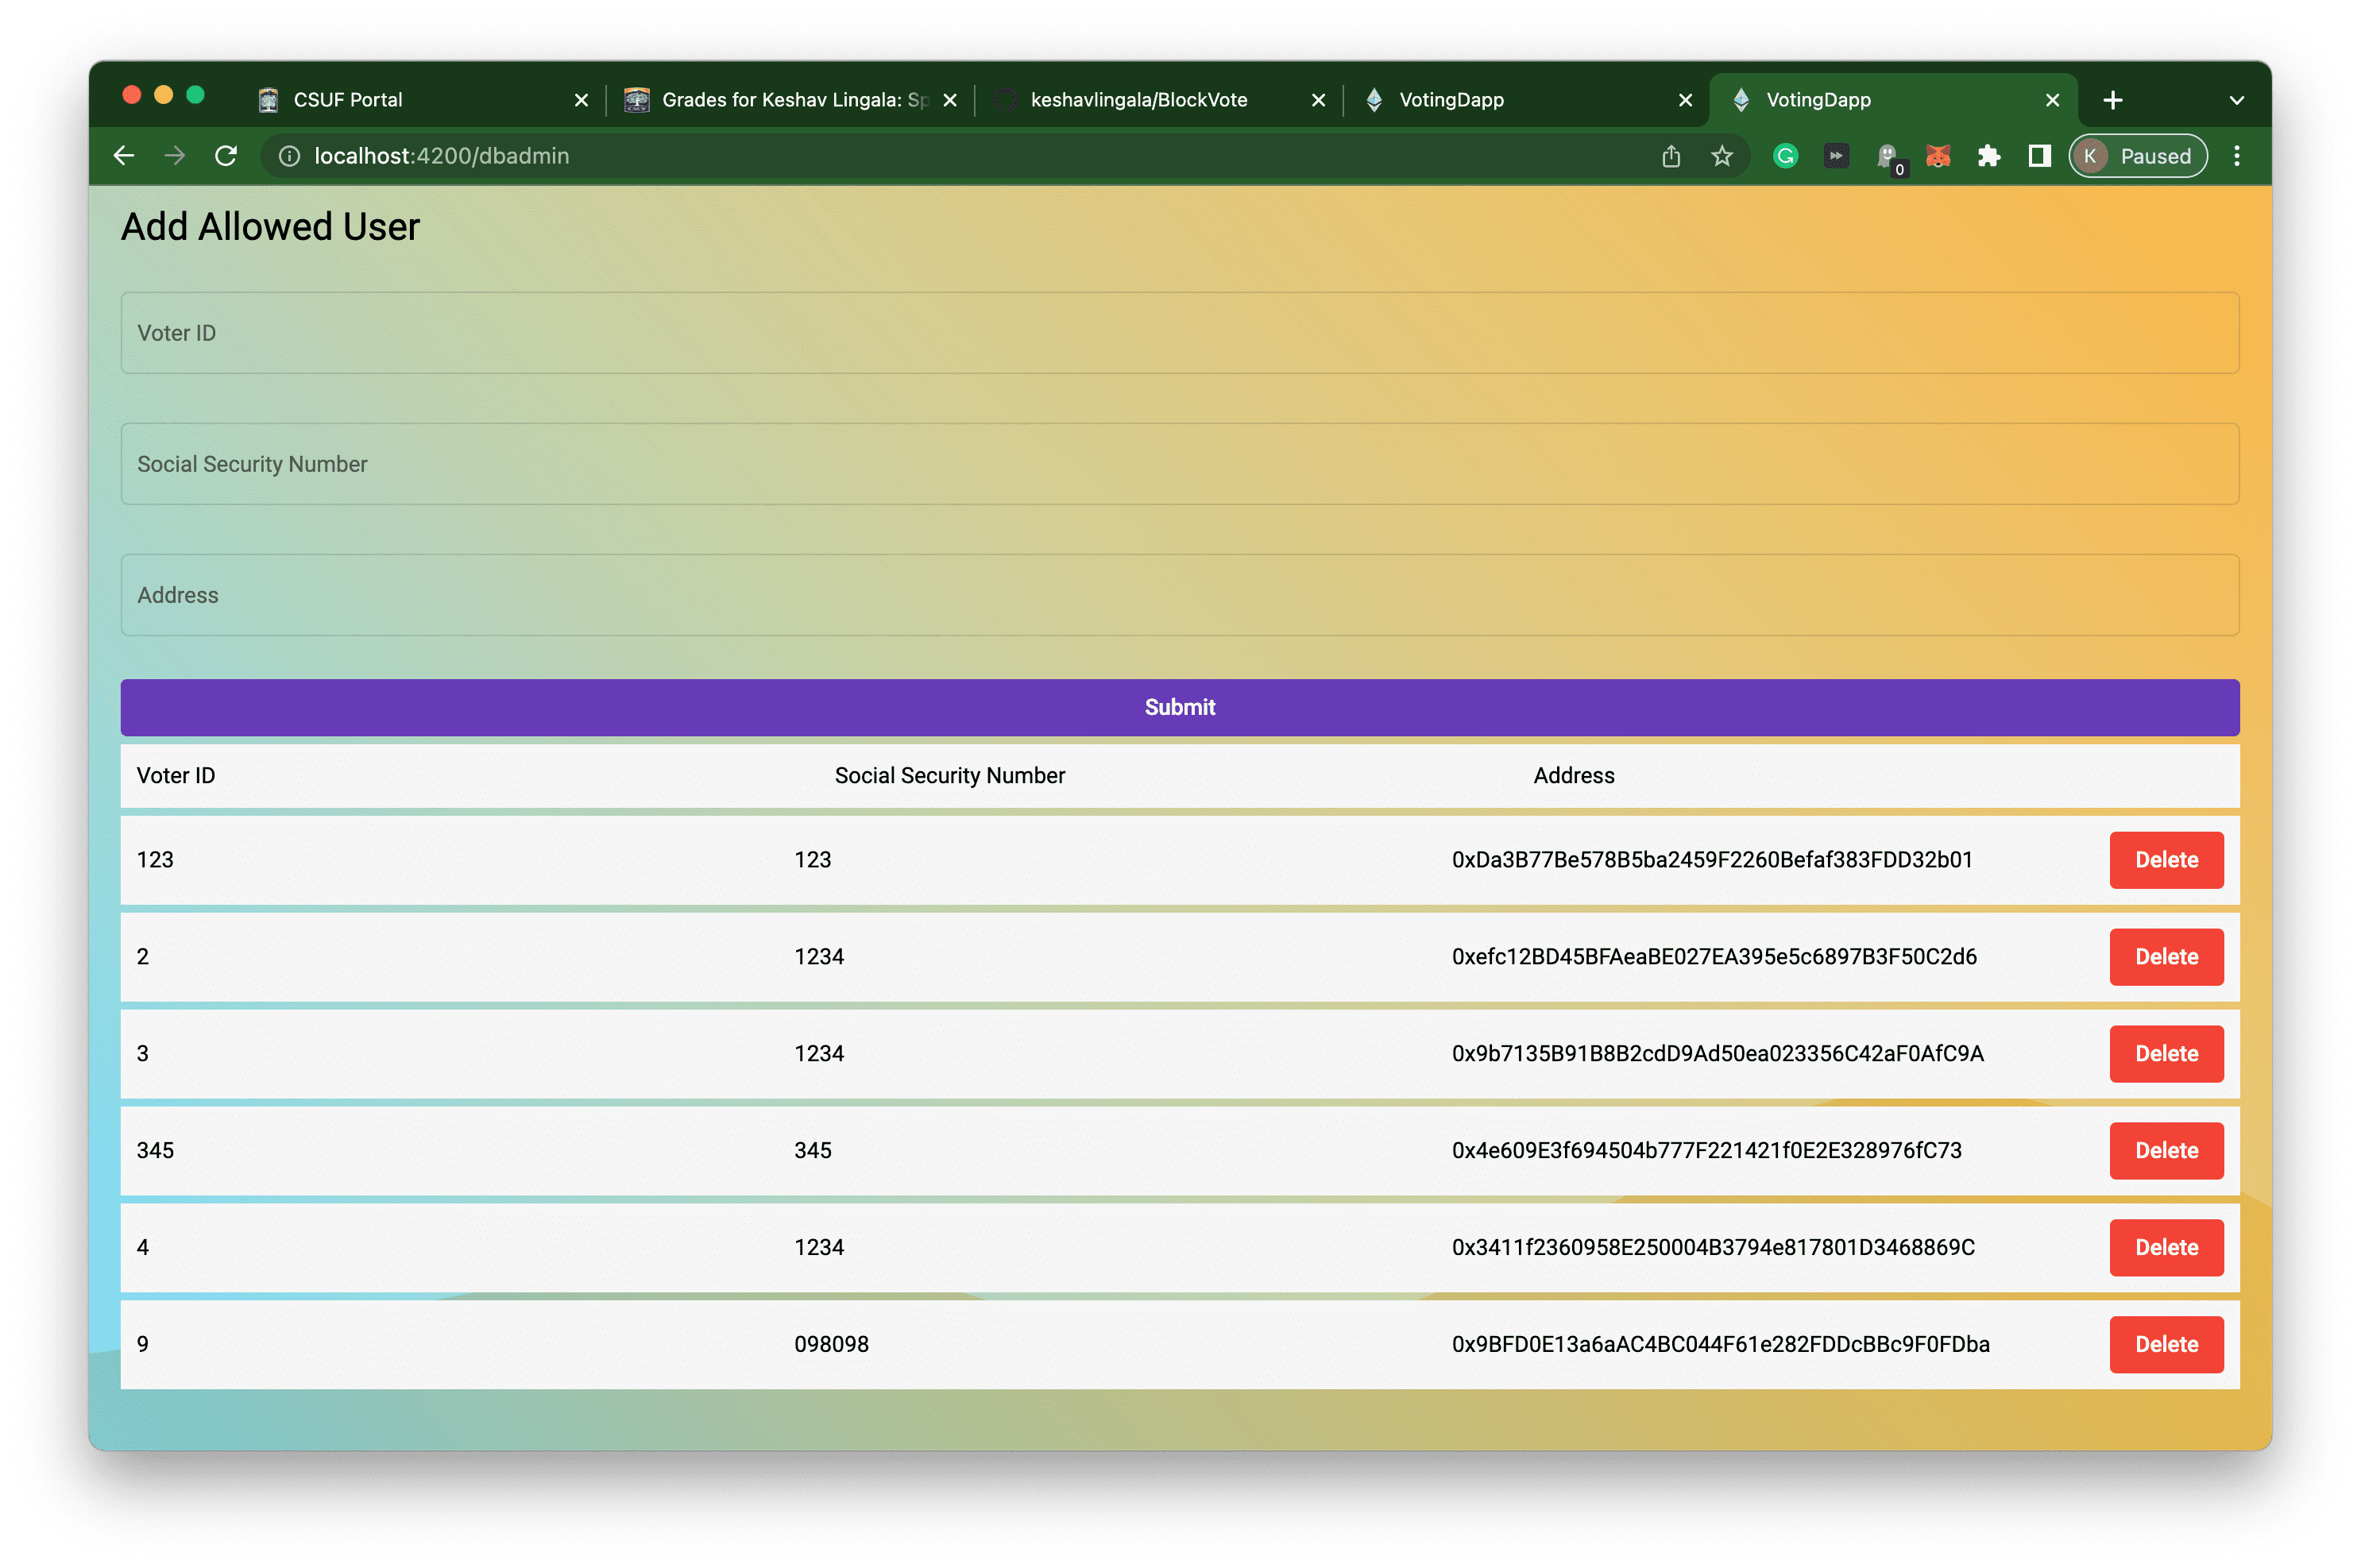 CSUF Portal
Grades for Keshav Lingala: Sp
keshavlingala/BlockVote
VotingDapp
VotingDapp
localhost:4200/dbadmin
0
K
Paused
Add Allowed User
Voter ID
Social Security Number
Address
Submit
Voter ID Social Security Number Address
123 123 0xDa3B77Be578B5ba2459F2260Befaf383FDD32b01 Delete
2 1234 0xefc12BD45BFAeaBE027EA395e5c6897B3F50C2d6 Delete
3 1234 0x9b7135B91B8B2cdD9Ad50ea023356C42aF0AfC9A Delete
345 345 0x4e609E3f694504b777F221421f0E2E328976fC73 Delete
4 1234 0x3411f2360958E250004B3794e817801D3468869C Delete
9 098098 0x9BFD0E13a6aAC4BC044F61e282FDDcBBc9F0FDba Delete